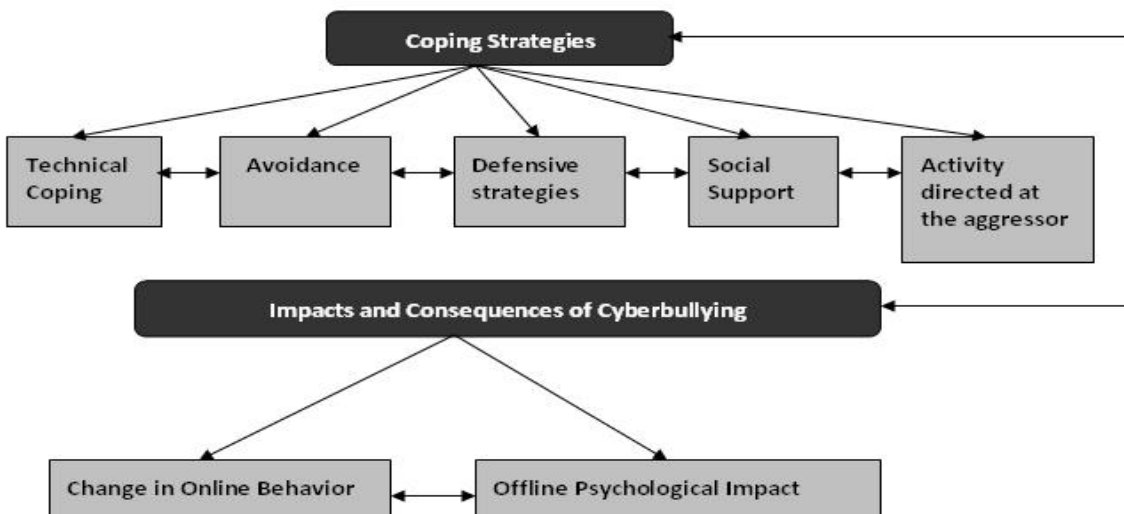 Coping Strategies
Technical
Coping
Avoidance
Defensive
strategies
Social
Support
Activity
directed at
the aggressor
Impacts and Consequences of Cyberbullying
Change in Online Behavior
Offline Psychological Impact